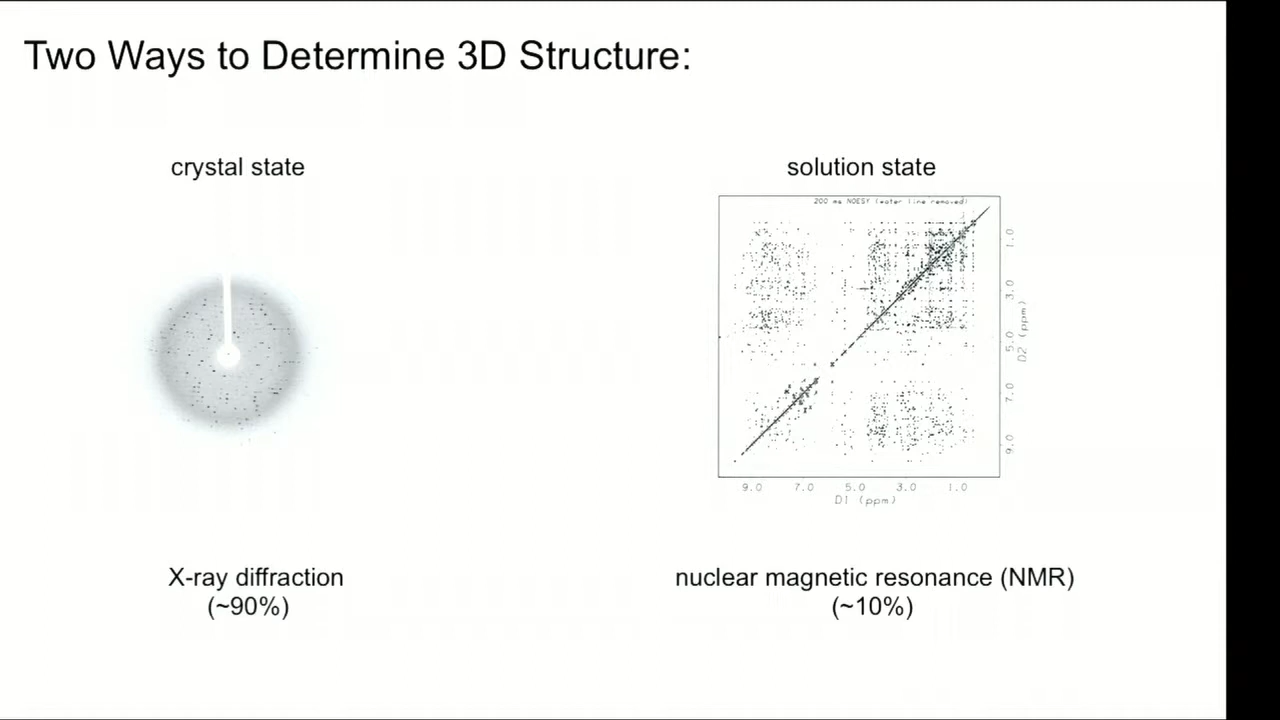 Two Ways to Determine 3D Structure:
crystal state
solution state
200 ms NOESY (water line removed)
1.0
3.0
5.0
7.0
9.0
D2 (ppm)
9.0 7.0 5.0 3.0 1.0
D1 (ppm)
X-ray diffraction
(~90%)
nuclear magnetic resonance (NMR)
(~10%)